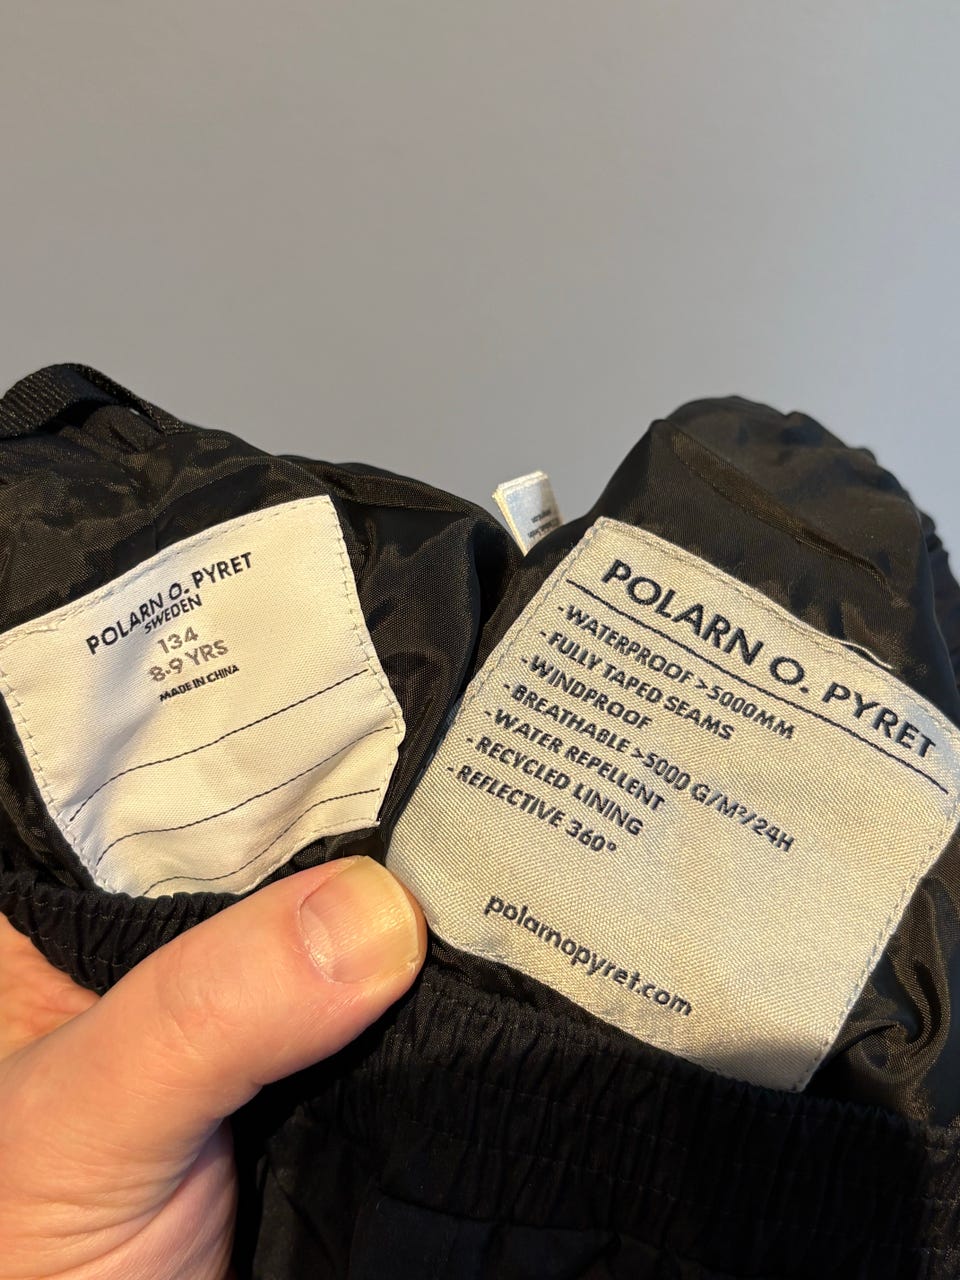 POLARN O. PYRET
SWEDEN
134
8-9 YRS
MADE IN CHINA
POLARN O. PYRET
-WATERPROOF >5000MM
-FULLY TAPED SEAMS
-WINDPROOF
-BREATHABLE >5000 G/M²/24H
-WATER REPELLENT
-RECYCLED LINING
-REFLECTIVE 360°
polarnopyret.com